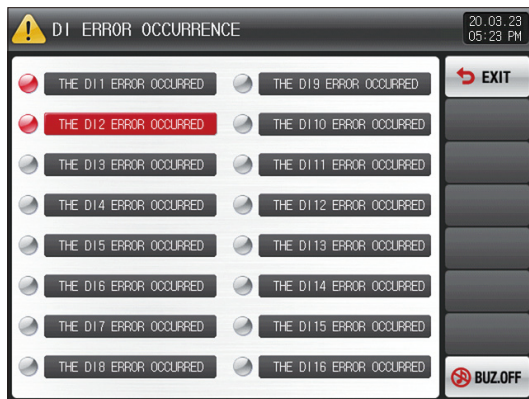 DI ERROR OCCURRENCE
20.03.23
05:23 PM
THE DI1 ERROR OCCURRED
THE DI2 ERROR OCCURRED
THE DI3 ERROR OCCURRED
THE DI4 ERROR OCCURRED
THE DI5 ERROR OCCURRED
THE DI6 ERROR OCCURRED
THE DI7 ERROR OCCURRED
THE DI8 ERROR OCCURRED
THE DI9 ERROR OCCURRED
THE DI10 ERROR OCCURRED
THE DI11 ERROR OCCURRED
THE DI12 ERROR OCCURRED
THE DI13 ERROR OCCURRED
THE DI14 ERROR OCCURRED
THE DI15 ERROR OCCURRED
THE DI16 ERROR OCCURRED
EXIT
BUZ.OFF